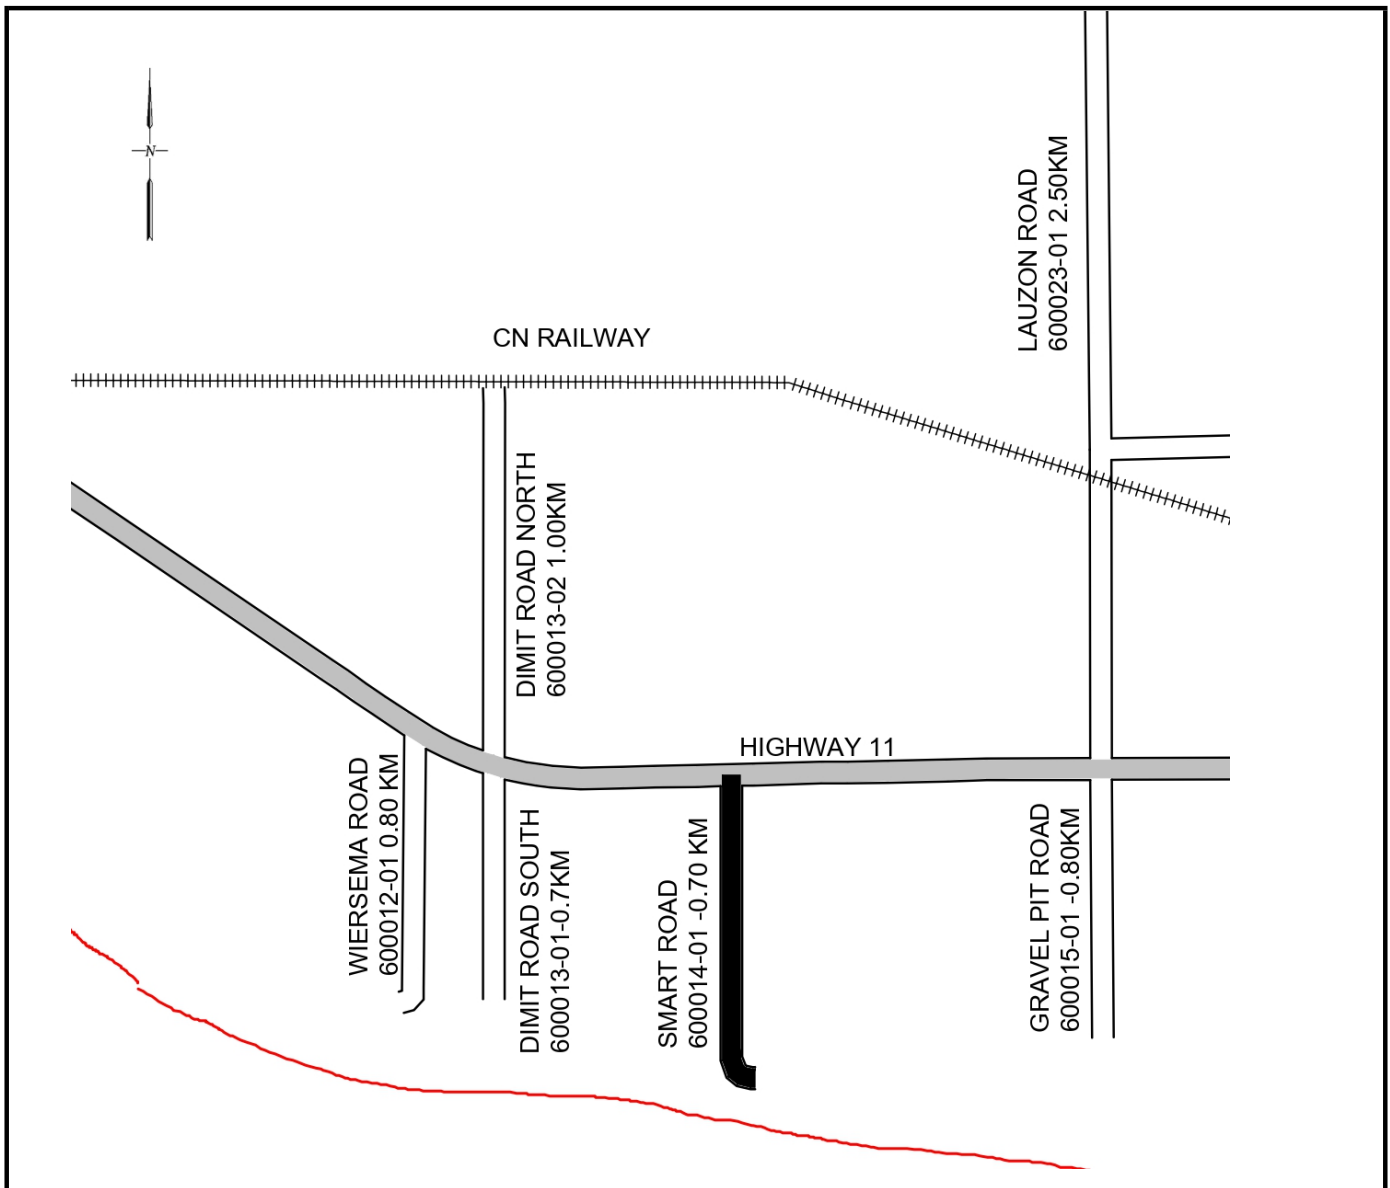 N
LAUZON ROAD
600023-01 2.50KM
CN RAILWAY
DIMIT ROAD NORTH
600013-02 1.00KM
HIGHWAY 11
WIERSEMA ROAD
600012-01 0.80 KM
DIMIT ROAD SOUTH
600013-01-0.7KM
SMART ROAD
600014-01 -0.70 KM
GRAVEL PIT ROAD
600015-01 -0.80KM